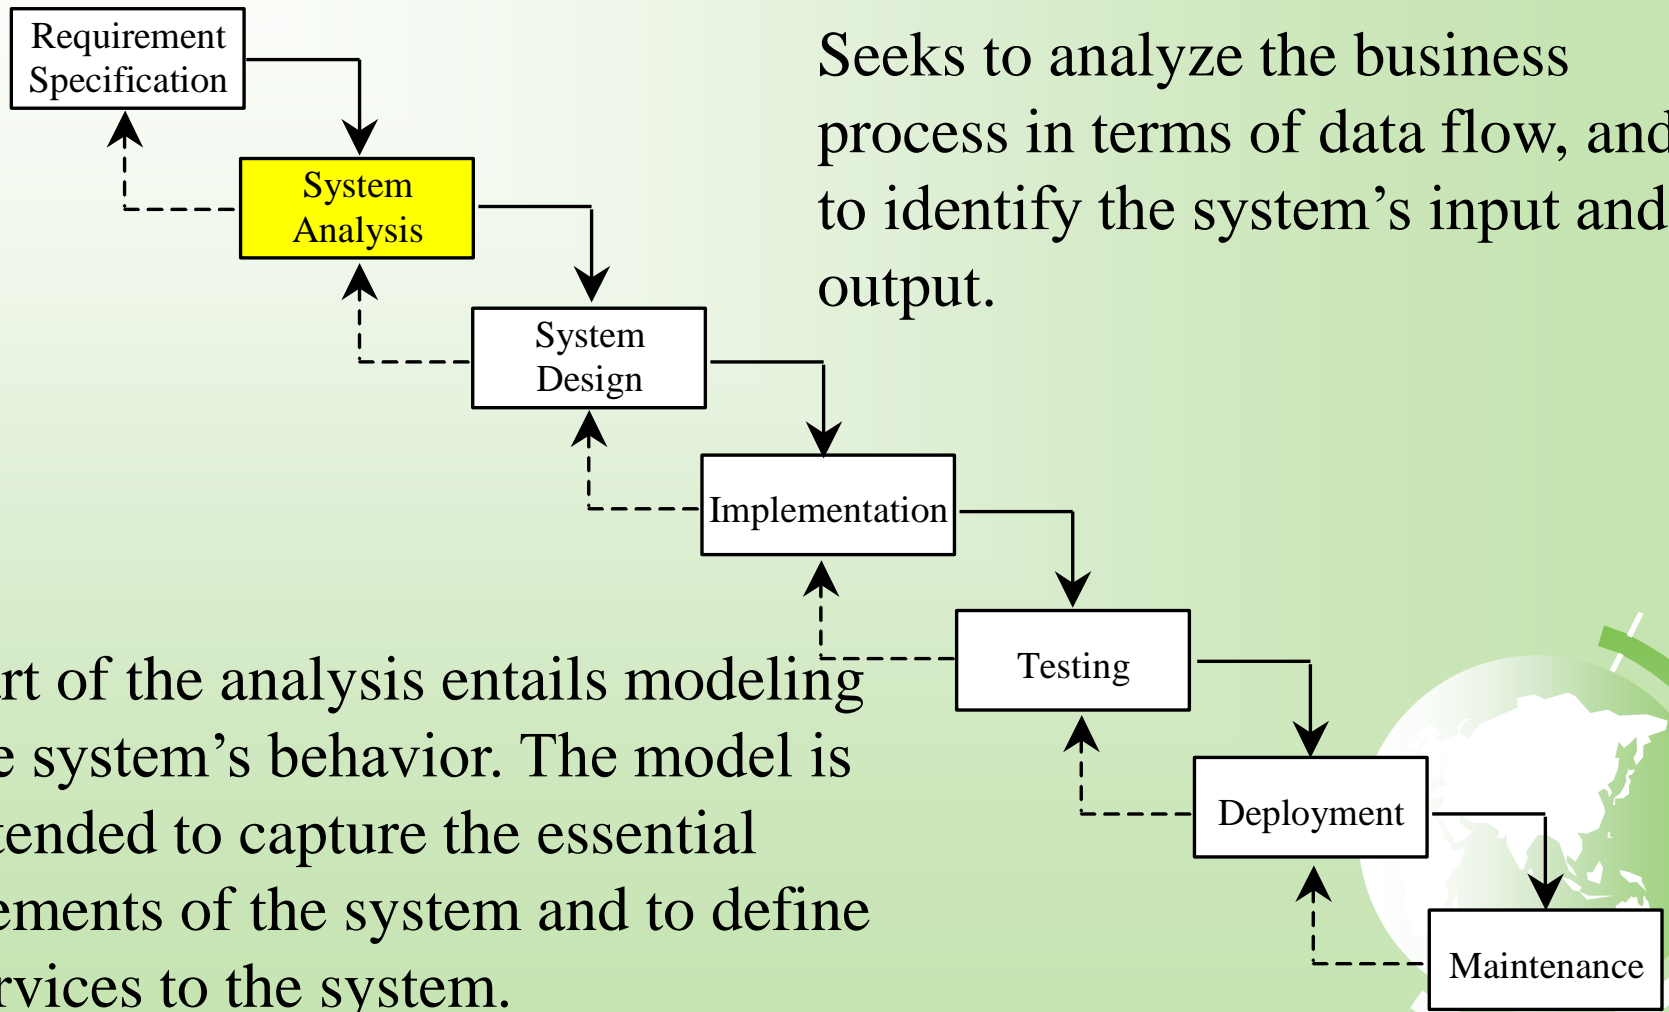 Requirement
Specification
Seeks to analyze the business
process in terms of data flow, and
to identify the system’s input and
output.
System
Analysis
System
Design
Implementation
Testing
art of the analysis entails modeling
e system’s behavior. The model is
tended to capture the essential
ements of the system and to define
rvices to the system.
Deployment
Maintenance